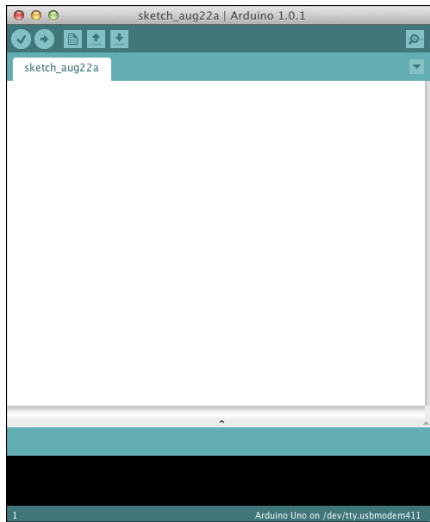 sketch_aug22a | Arduino 1.0.1
sketch_aug22a
1
Arduino Uno on /dev/tty.usbmodem411